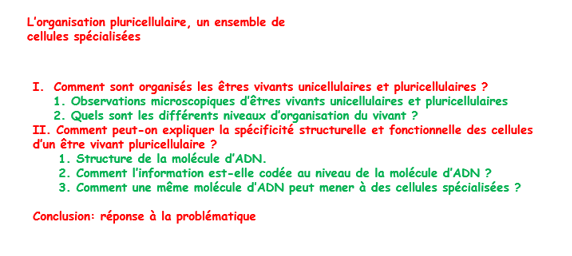 L'organisation pluricellulaire, un ensemble de
cellules spécialisées
I. Comment sont organisés les êtres vivants unicellulaires et pluricellulaires ?
1. Observations microscopiques d'êtres vivants unicellulaires et pluricellulaires
2. Quels sont les différents niveaux d'organisation du vivant ?
II. Comment peut-on expliquer la spécificité structurelle et fonctionnelle des cellules
d'un être vivant pluricellulaire ?
1. Structure de la molécule d'ADN.
2. Comment l'information est-elle codée au niveau de la molécule d'ADN ?
3. Comment une même molécule d'ADN peut mener à des cellules spécialisées ?
Conclusion: réponse à la problématique